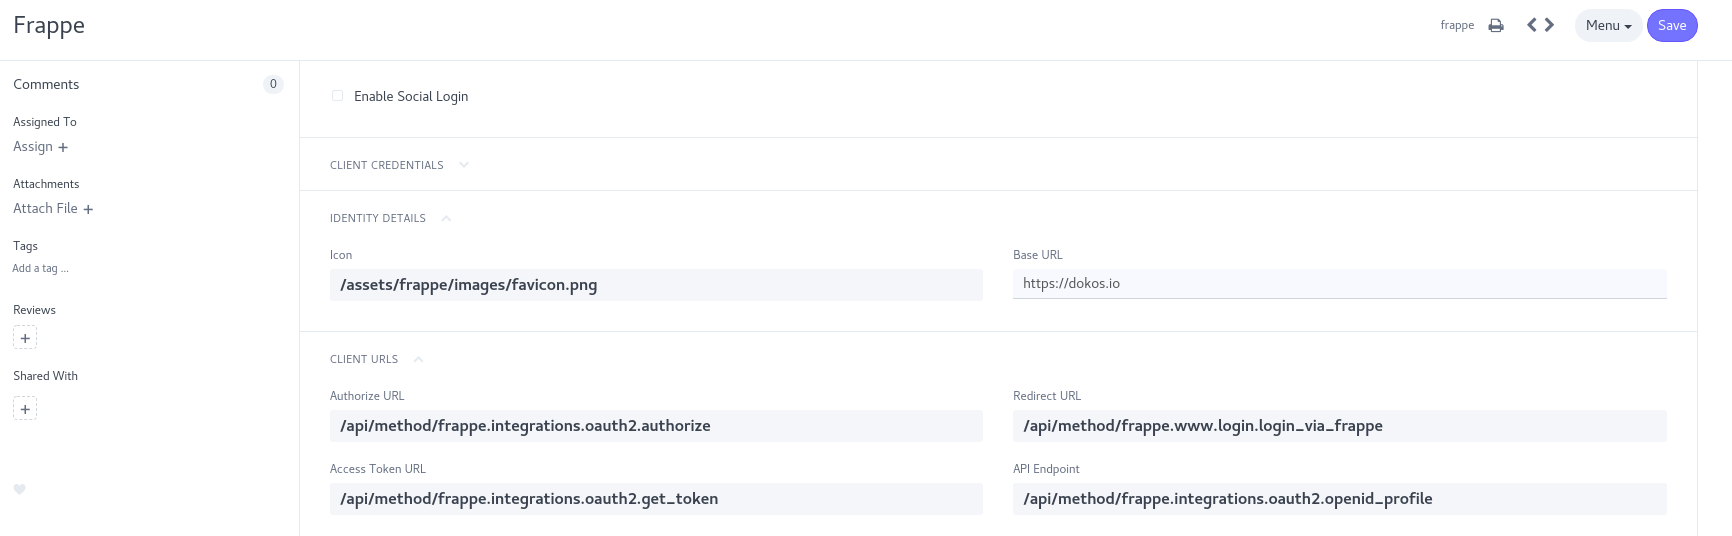 Frappe
frappe
Menu
Save
Comments
0
Assigned To
Assign +
Attachments
Attach File +
Tags
Add a tag ...
Reviews
+
Shared With
+
Enable Social Login
CLIENT CREDENTIALS
IDENTITY DETAILS
Icon
/assets/frappe/images/favicon.png
Base URL
https://dokos.io
CLIENT URLS
Authorize URL
/api/method/frappe.integrations.oauth2.authorize
Redirect URL
/api/method/frappe.www.login.login_via_frappe
Access Token URL
/api/method/frappe.integrations.oauth2.get_token
API Endpoint
/api/method/frappe.integrations.oauth2.openid_profile